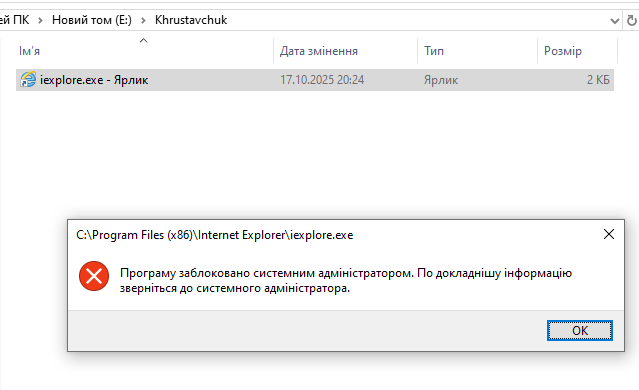 ей ПК > Новий том (E:) > Khrustavchuk
Ім'я Дата змінення Тип Розмір
iexplore.exe - Ярлик 17.10.2025 20:24 Ярлик 2 КБ
C:\Program Files (x86)\Internet Explorer\iexplore.exe
Програму заблоковано системним адміністратором. По докладнішу інформацію
зверніться до системного адміністратора.
OK